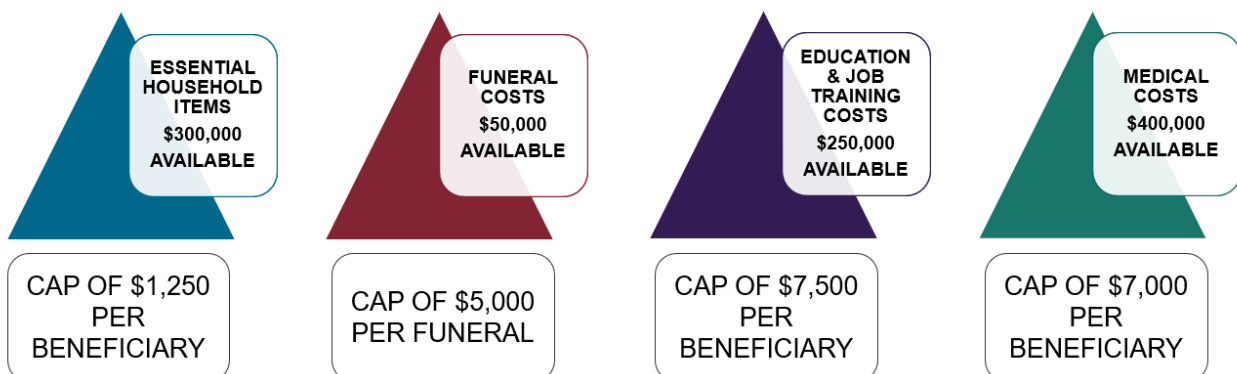 ESSENTIAL
HOUSEHOLD
ITEMS
$300,000
AVAILABLE
CAP OF $1,250
PER
BENEFICIARY
FUNERAL
COSTS
$50,000
AVAILABLE
CAP OF $5,000
PER FUNERAL
EDUCATION
& JOB
TRAINING
COSTS
$250,000
AVAILABLE
CAP OF $7,500
PER
BENEFICIARY
MEDICAL
COSTS
$400,000
AVAILABLE
CAP OF $7,000
PER
BENEFICIARY